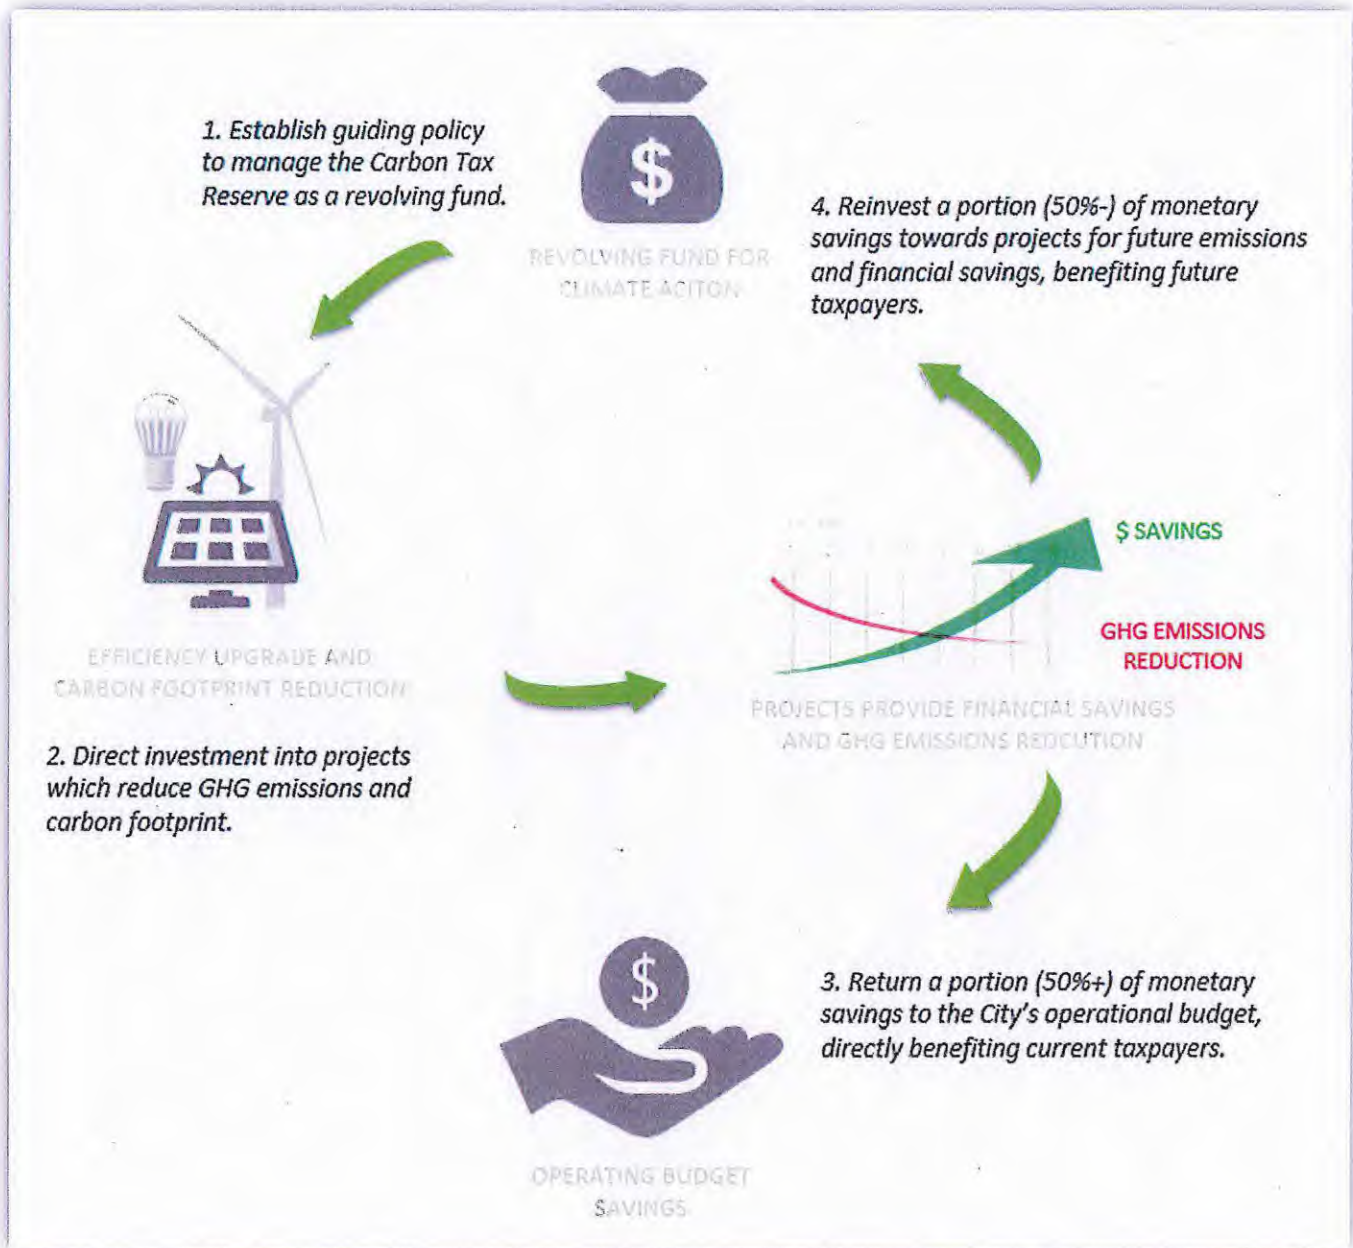 1. Establish guiding policy
to manage the Carbon Tax
Reserve as a revolving fund.
$
REVOLVING FUND FOR
CLIMATE ACITON
4. Reinvest a portion (50%-) of monetary
savings towards projects for future emissions
and financial savings, benefiting future
taxpayers.
EFFICIENCY UPGRADE AND
CARBON FOOTPRINT REDUCTION
2. Direct investment into projects
which reduce GHG emissions and
carbon footprint.
$ SAVINGS
GHG EMISSIONS
REDUCTION
PROJECTS PROVIDE FINANCIAL SAVINGS
AND GHG EMISSIONS REDCUTION
$
3. Return a portion (50%+) of monetary
savings to the City's operational budget,
directly benefiting current taxpayers.
OPERATING BUDGET
SAVINGS